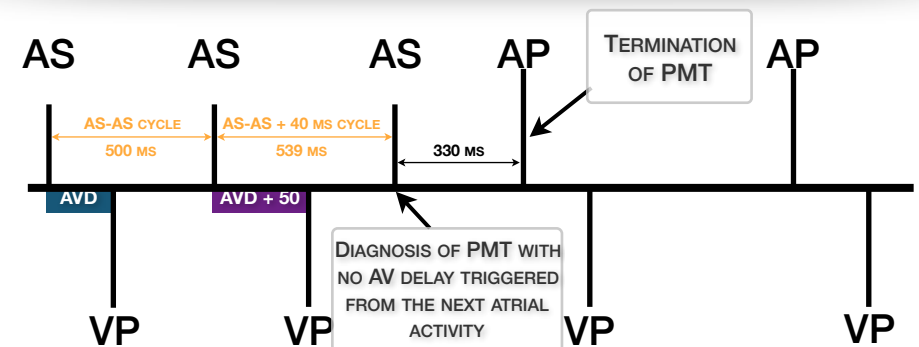 AS AS AS AP AP
TERMINATION
OF PMT
AS-AS CYCLE
500 MS
AS-AS + 40 MS CYCLE
539 MS
330 MS
AVD
AVD + 50
DIAGNOSIS OF PMT WITH
NO AV DELAY TRIGGERED
FROM THE NEXT ATRIAL
ACTIVITY
VP VP VP VP